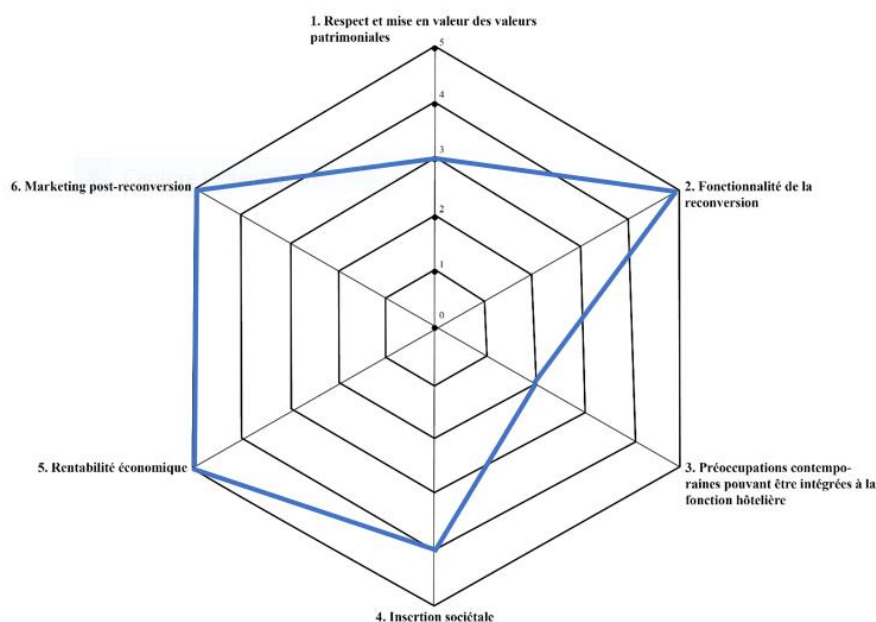 1. Respect et mise en valeur des valeurs
patrimoniales
5
4
3
2
1
0
6. Marketing post-reconversion
2. Fonctionnalité de la
reconversion
5. Rentabilité économique
3. Préoccupations contempo-
raines pouvant être intégrées à la
fonction hôtelière
4. Insertion sociétale